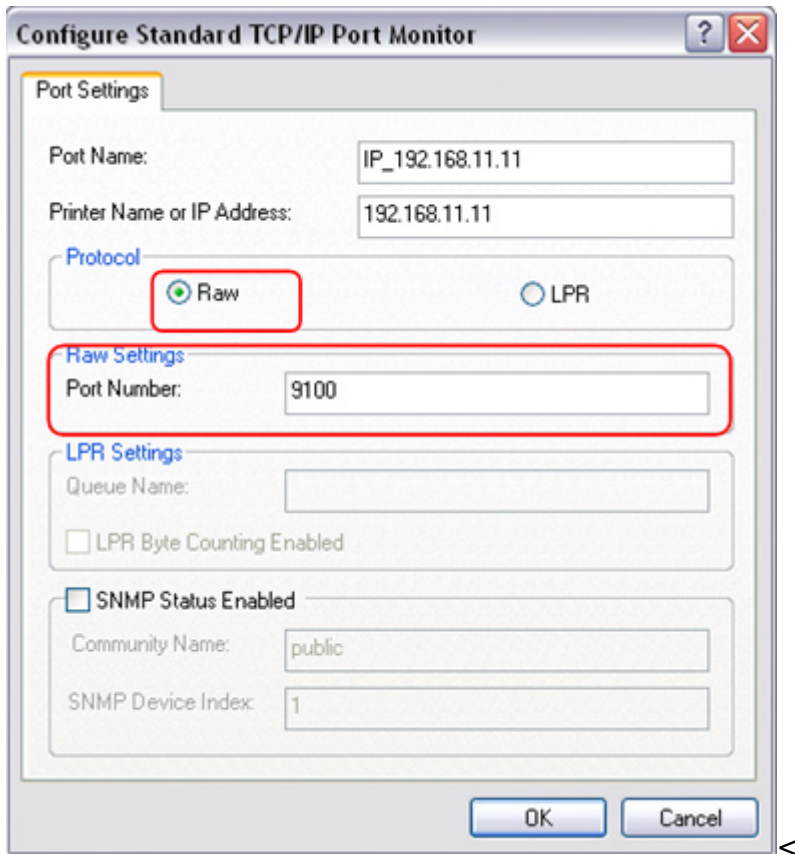 Configure Standard TCP/IP Port Monitor
Port Settings
Port Name: IP_192.168.11.11
Printer Name or IP Address: 192.168.11.11
Protocol
Raw LPR
Raw Settings
Port Number: 9100
LPR Settings
Queue Name:
LPR Byte Counting Enabled
SNMP Status Enabled
Community Name: public
SNMP Device Index: 1
OK Cancel
<